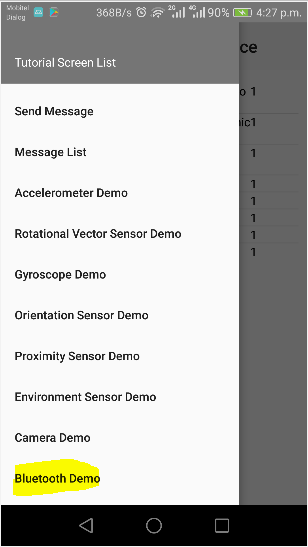 Mobitel
Dialog
368B/s 2G 4G 90% 4:27 p.m.
ce
Tutorial Screen List
Send Message
o 1
nic1
Message List
1
Accelerometer Demo
1
1
1
Rotational Vector Sensor Demo
1
1
Gyroscope Demo
Orientation Sensor Demo
Proximity Sensor Demo
Environment Sensor Demo
Camera Demo
Bluetooth Demo